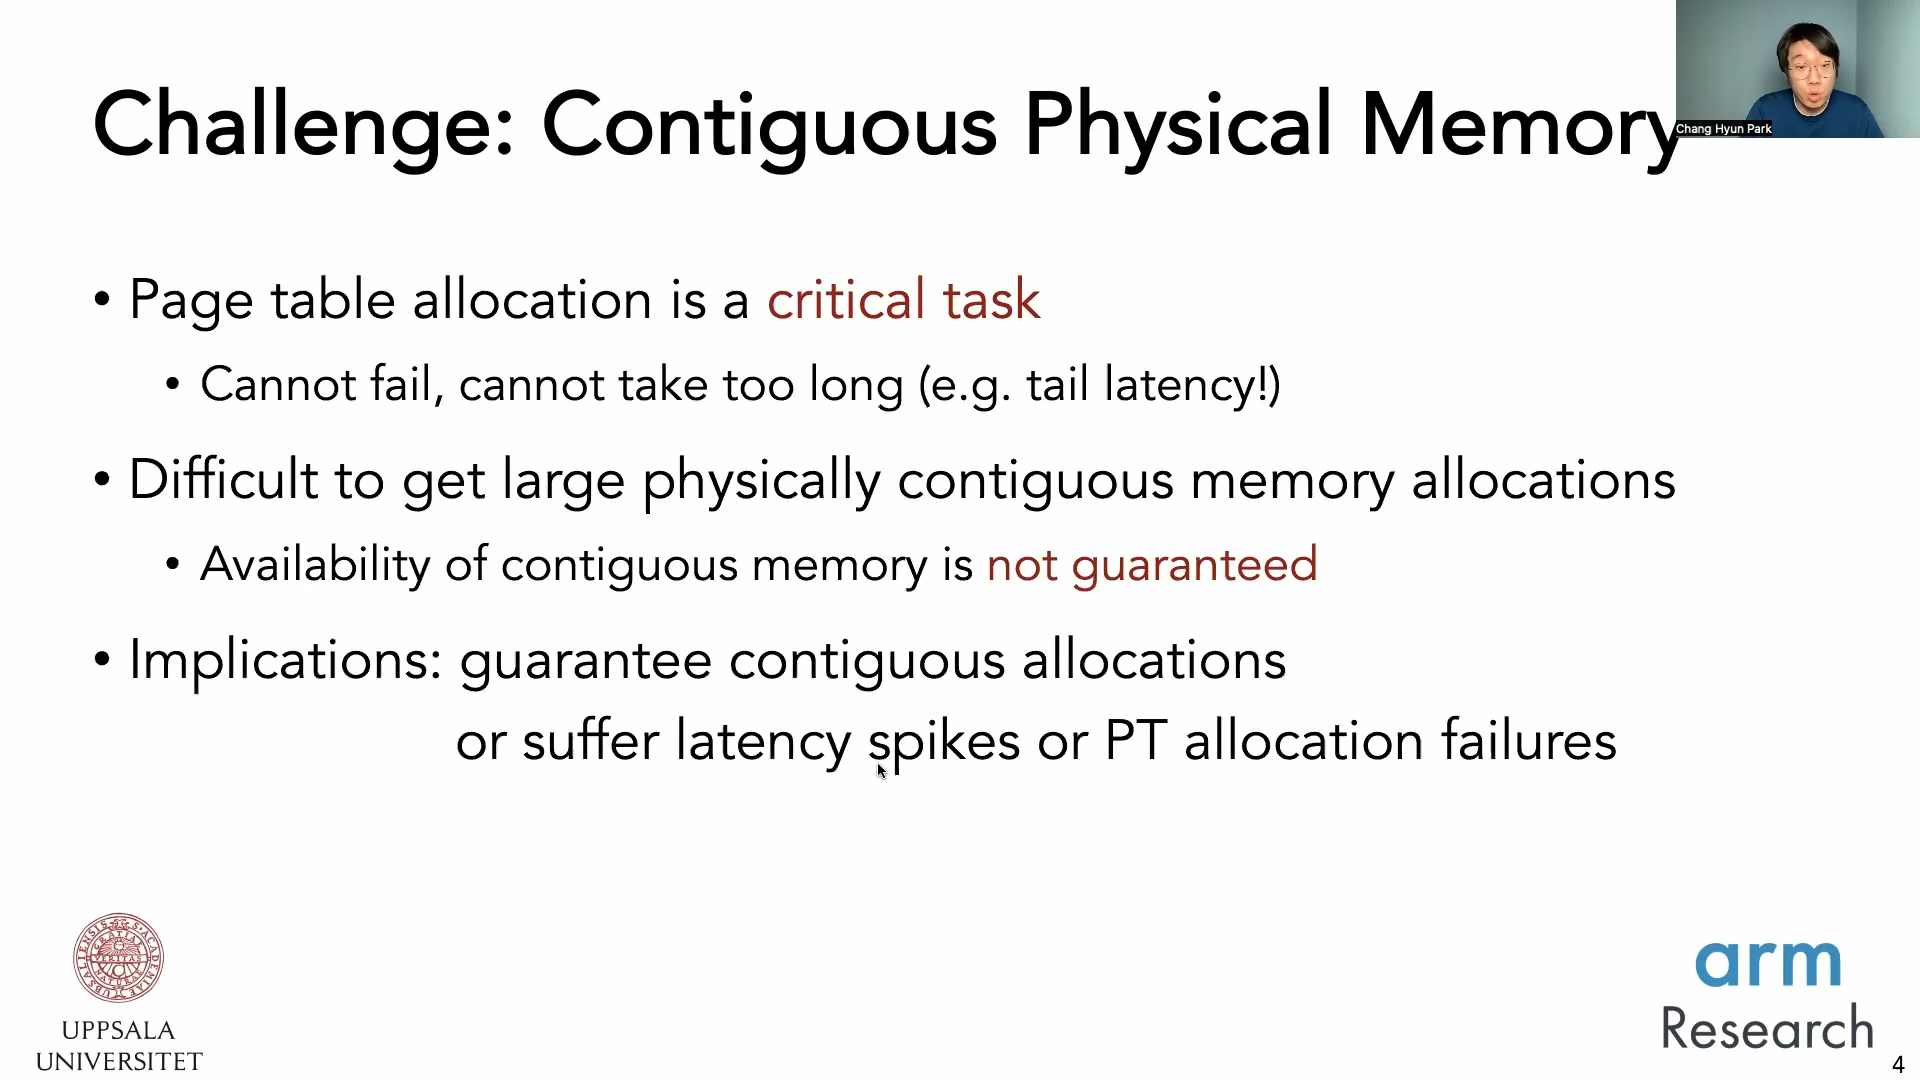 Challenge: Contiguous Physical Memory
Chang Hyun Park
• Page table allocation is a critical task
• Cannot fail, cannot take too long (e.g. tail latency!)
• Difficult to get large physically contiguous memory allocations
• Availability of contiguous memory is not guaranteed
• Implications: guarantee contiguous allocations
or suffer latency spikes or PT allocation failures
UPPSALA
UNIVERSITET
arm
Research
4